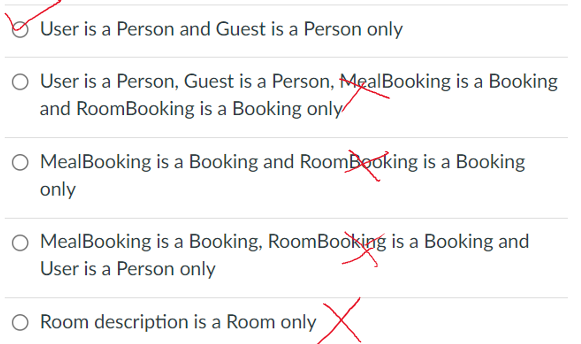 User is a Person and Guest is a Person only
User is a Person, Guest is a Person, MealBooking is a Booking
and RoomBooking is a Booking only
MealBooking is a Booking and RoomBooking is a Booking
only
MealBooking is a Booking, RoomBooking is a Booking and
User is a Person only
Room description is a Room only